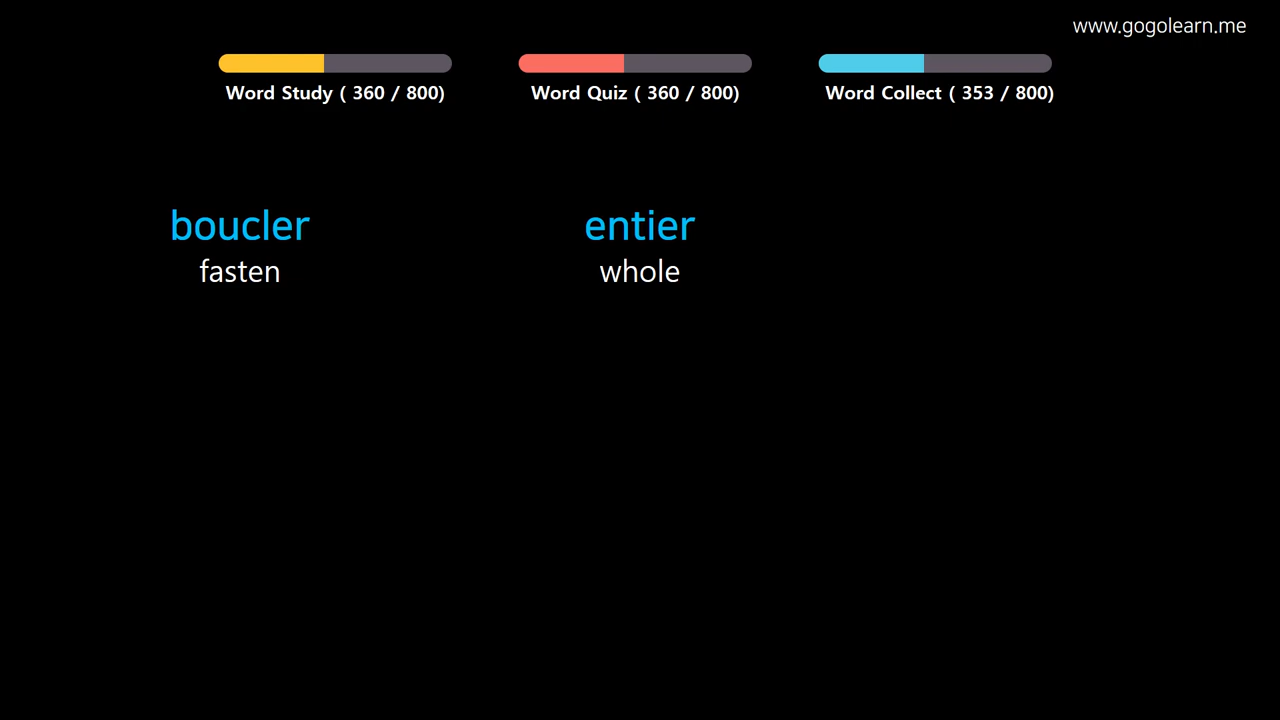 www.gogolearn.me
Word Study ( 360 / 800)
Word Quiz ( 360 / 800)
Word Collect ( 353 / 800)
boucler
fasten
entier
whole